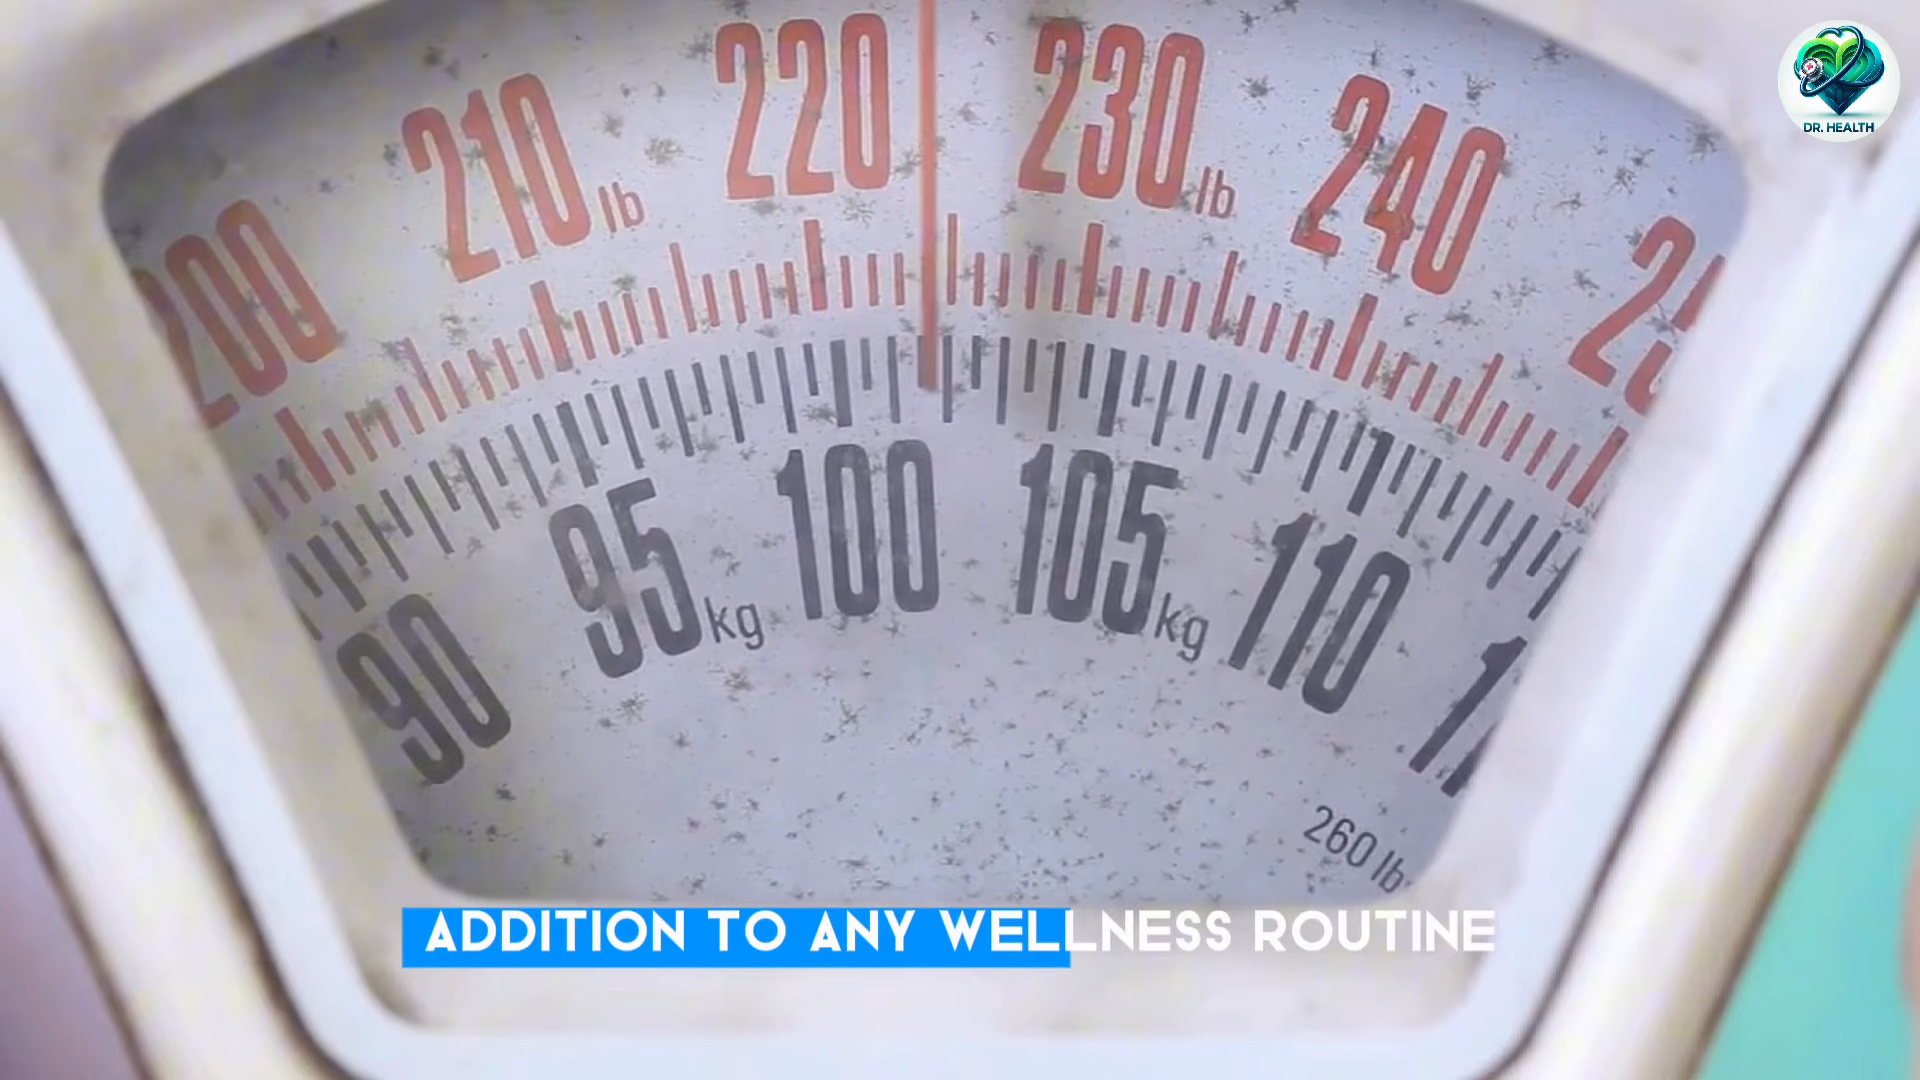 200 210 lb 220 230 lb 240
90 95 kg 100 105 kg 110
260 lb
DR. HEALTH
ADDITION TO ANY WELLNESS ROUTINE